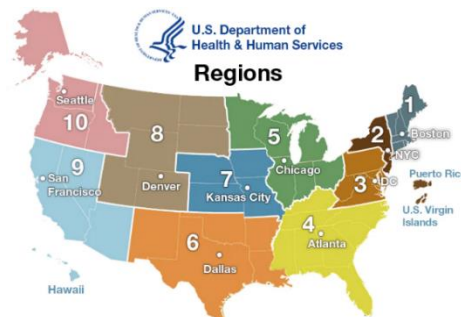 U.S. Department of
Health & Human Services
Regions
Seattle
10
9
San
Francisco
8
Denver
7
Kansas City
6
Dallas
5
Chicago
4
Atlanta
3
DC
2
NYC
1
Boston
Puerto Rico
U.S. Virgin
Islands
Hawaii